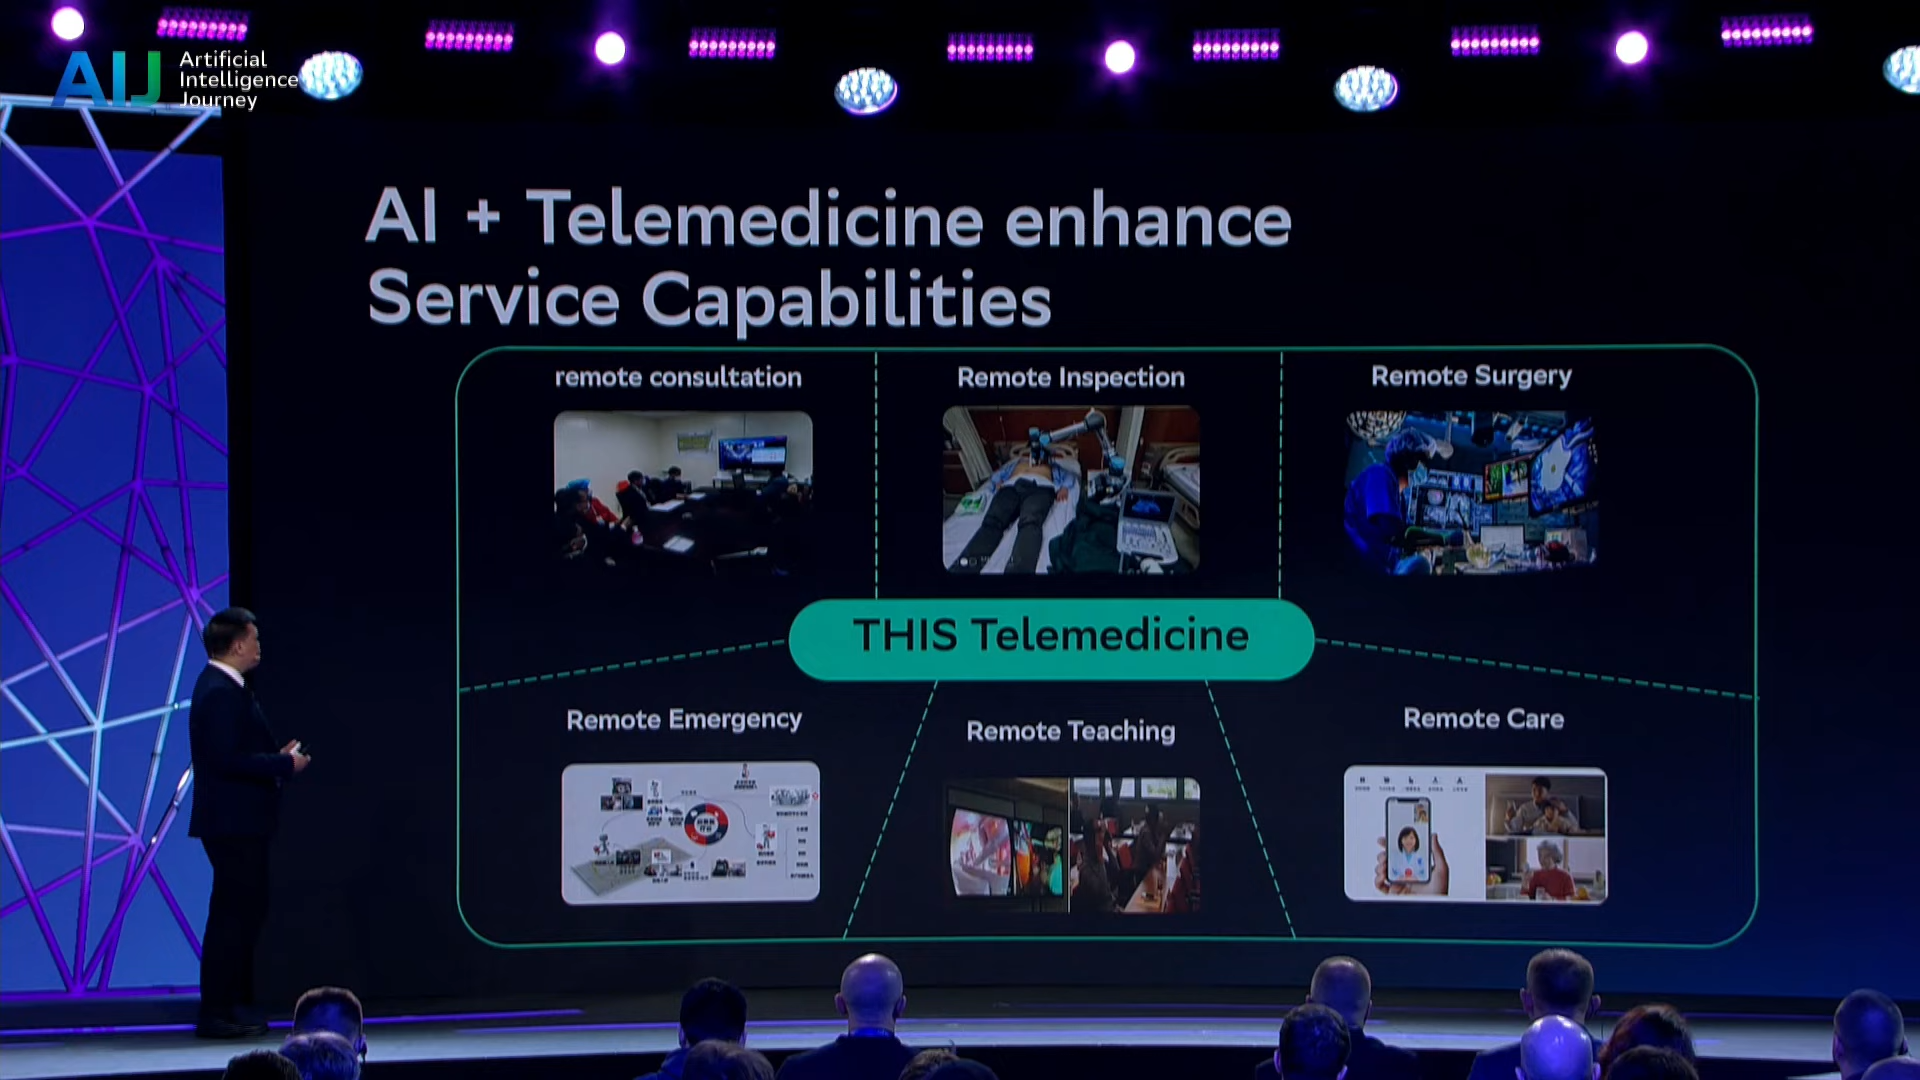 AIJ
Artificial
Intelligence
Journey
AI + Telemedicine enhance
Service Capabilities
remote consultation
Remote Inspection
Remote Surgery
THIS Telemedicine
Remote Emergency
Remote Teaching
Remote Care